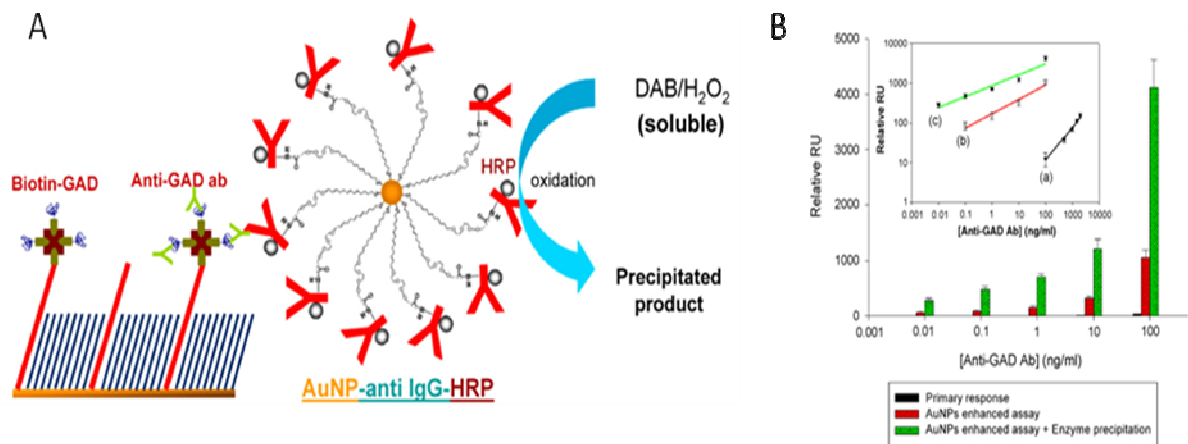 A
Biotin-GAD
Anti-GAD ab
HRP
DAB/H₂O₂
(soluble)
oxidation
Precipitated
product
AuNP-anti IgG-HRP
B
5000
4000
3000
2000
1000
0
Relative RU
0.001
0.01
0.1
1
10
100
[Anti-GAD Ab] (ng/ml)
10000
1000
100
10
1
Relative RU
(c)
(b)
(a)
0.001 0.01 0.1 1 10 100 1000 10000
[Anti-GAD Ab] (ng/ml)
Primary response
AuNPs enhanced assay
AuNPs enhanced assay + Enzyme precipitation